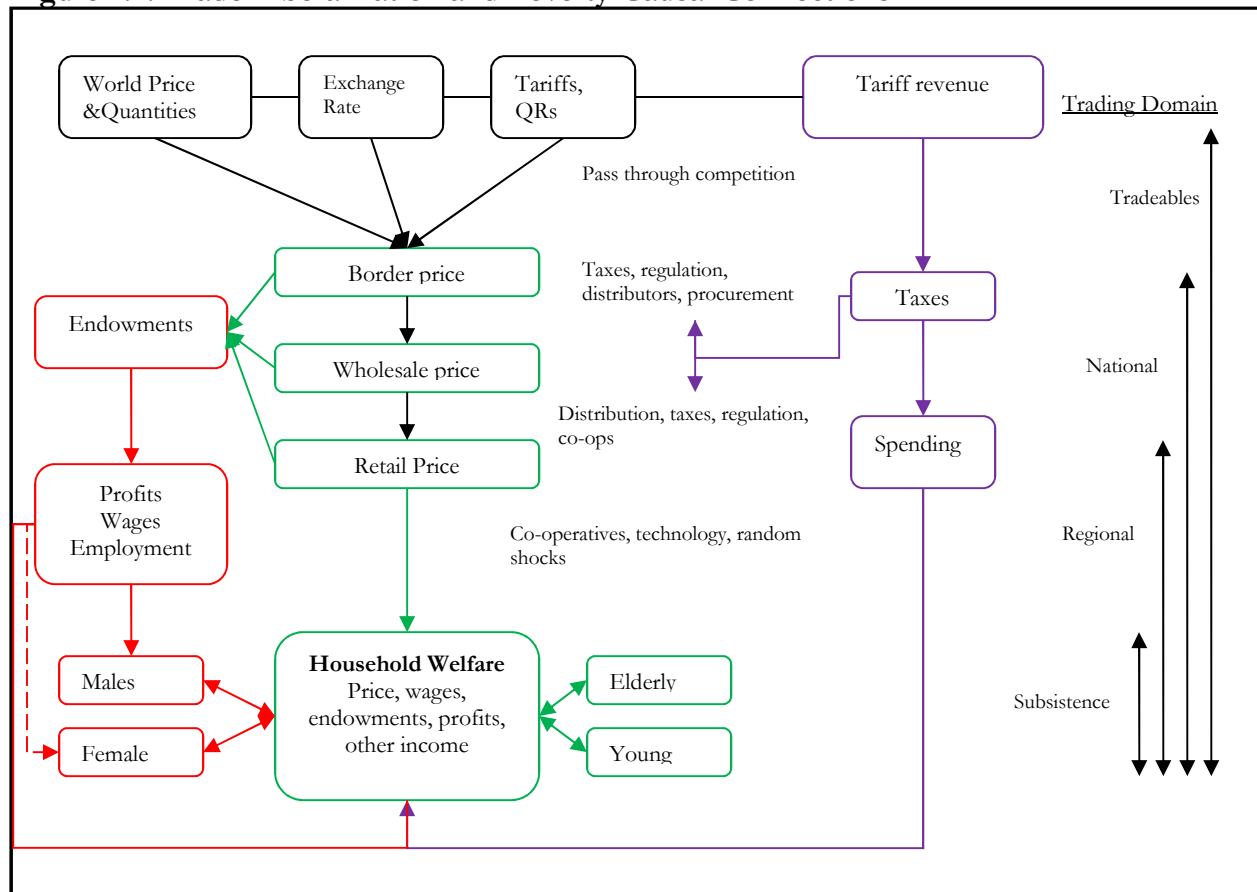 World Price
&Quantities
Exchange
Rate
Tariffs,
QRs
Tariff revenue
Trading Domain
Pass through competition
Tradeables
Border price
Taxes, regulation,
distributors, procurement
Taxes
Endowments
National
Wholesale price
Distribution, taxes, regulation,
co-ops
Spending
Retail Price
Profits
Wages
Employment
Co-operatives, technology, random
shocks
Regional
Household Welfare
Price, wages,
endowments, profits,
other income
Males
Female
Elderly
Young
Subsistence